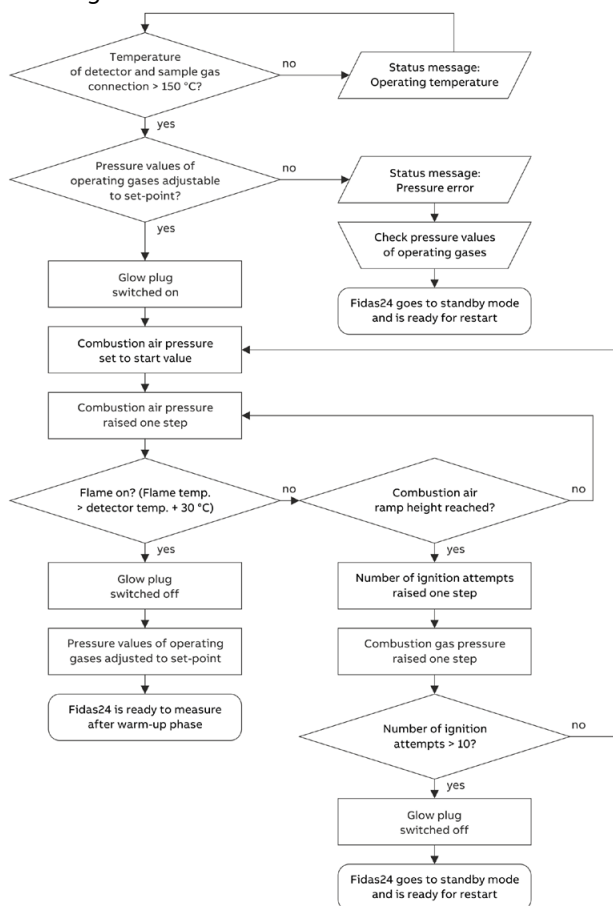 Temperature
of detector and sample gas
connection > 150 °C?
no
Status message:
Operating temperature
yes
Pressure values of
operating gases adjustable
to set-point?
no
Status message:
Pressure error
yes
Check pressure values
of operating gases
Glow plug
switched on
Fidas24 goes to standby mode
and is ready for restart
Combustion air pressure
set to start value
Combustion air pressure
raised one step
Flame on? (Flame temp.
> detector temp. + 30 °C)
no
Combustion air
ramp height reached?
no
yes
yes
Glow plug
switched off
Number of ignition attempts
raised one step
Pressure values of operating
gases adjusted to set-point
Combustion gas pressure
raised one step
Fidas24 is ready to measure
after warm-up phase
Number of ignition
attempts > 10?
no
yes
Glow plug
switched off
Fidas24 goes to standby mode
and is ready for restart